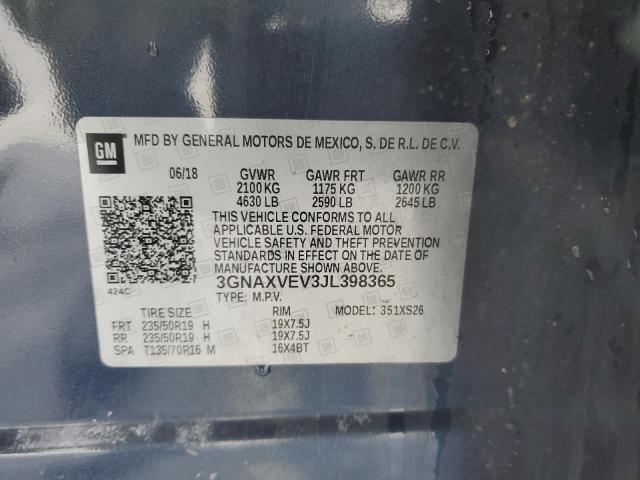 GM
MFD BY GENERAL MOTORS DE MEXICO, S. DE R.L. DE C.V.
06/18 GVWR GAWR FRT GAWR RR
2100 KG 1175 KG 1200 KG
4630 LB 2590 LB 2645 LB
THIS VEHICLE CONFORMS TO ALL
APPLICABLE U.S. FEDERAL MOTOR
VEHICLE SAFETY AND THEFT PREVENTION
STANDARDS IN EFFECT ON THE DATE OF
MANUFACTURE SHOWN ABOVE.
424C 3GNAXVEV3JL398365
TYPE: M.P.V. MODEL: 351XS26
TIRE SIZE RIM
FRT 235/50R19 H 19X7.5J
RR 235/50R19 H 19X7.5J
SPA T135/70R16 M 16X4BT